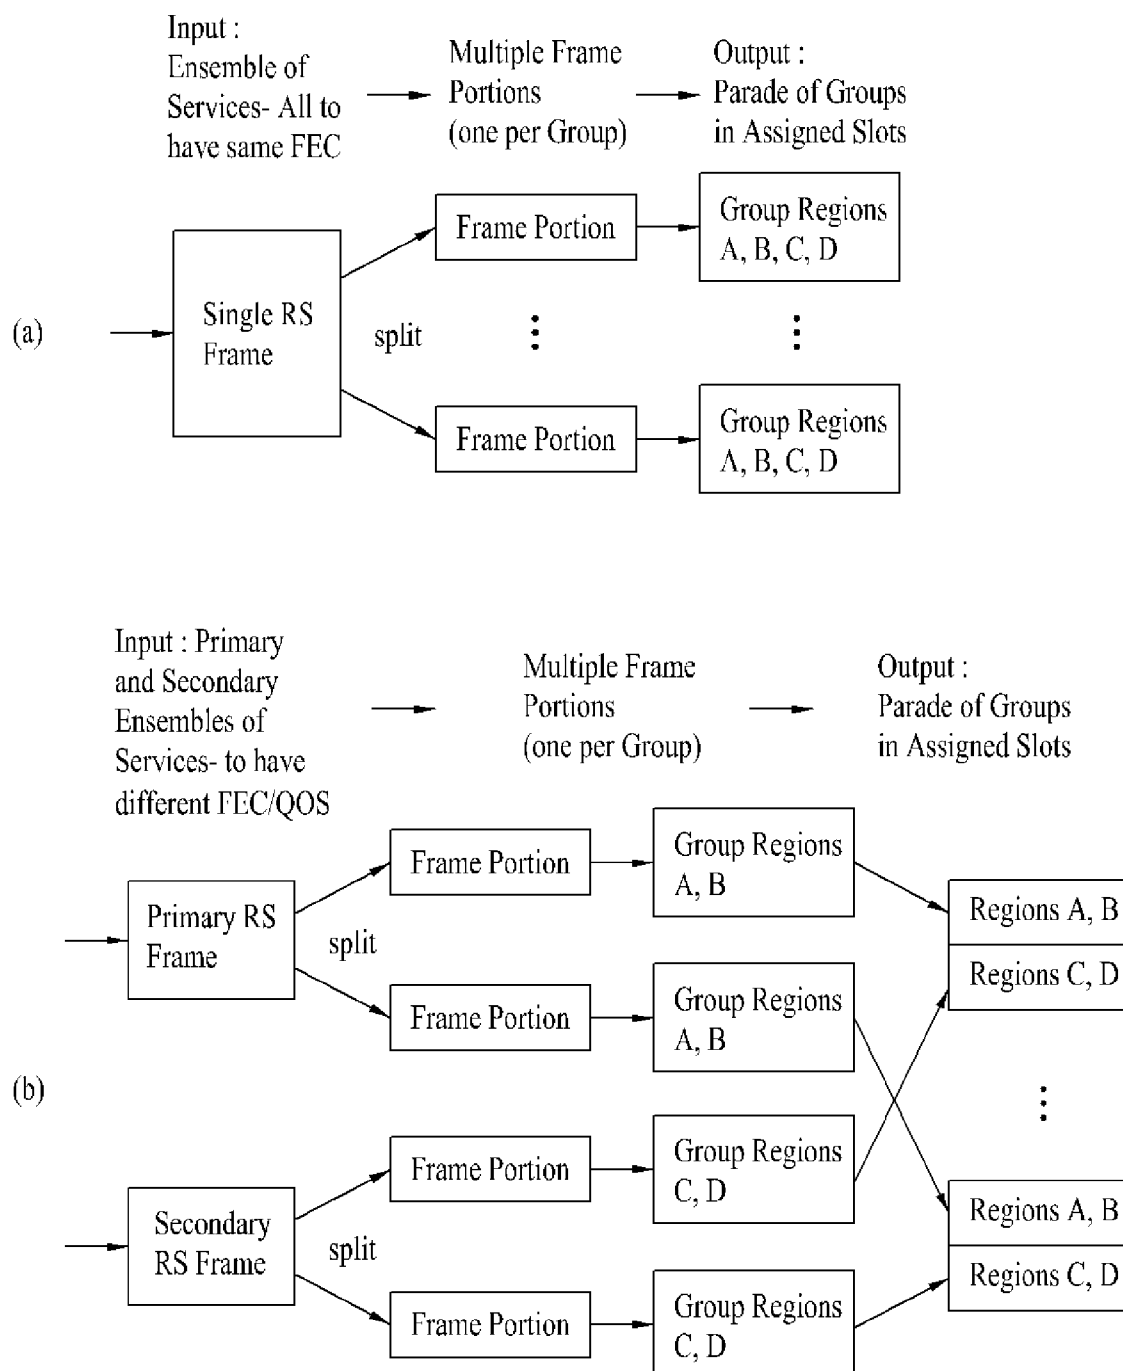 Input :
Ensemble of
Services- All to
have same FEC
Multiple Frame
Portions
(one per Group)
Output :
Parade of Groups
in Assigned Slots
(a)
Single RS
Frame
split
Frame Portion
Group Regions
A, B, C, D
Frame Portion
Group Regions
A, B, C, D
Input : Primary
and Secondary
Ensembles of
Services- to have
different FEC/QOS
Multiple Frame
Portions
(one per Group)
Output :
Parade of Groups
in Assigned Slots
(b)
Primary RS
Frame
split
Frame Portion
Group Regions
A, B
Frame Portion
Group Regions
A, B
Regions A, B
Regions C, D
Secondary
RS Frame
split
Frame Portion
Group Regions
C, D
Frame Portion
Group Regions
C, D
Regions A, B
Regions C, D